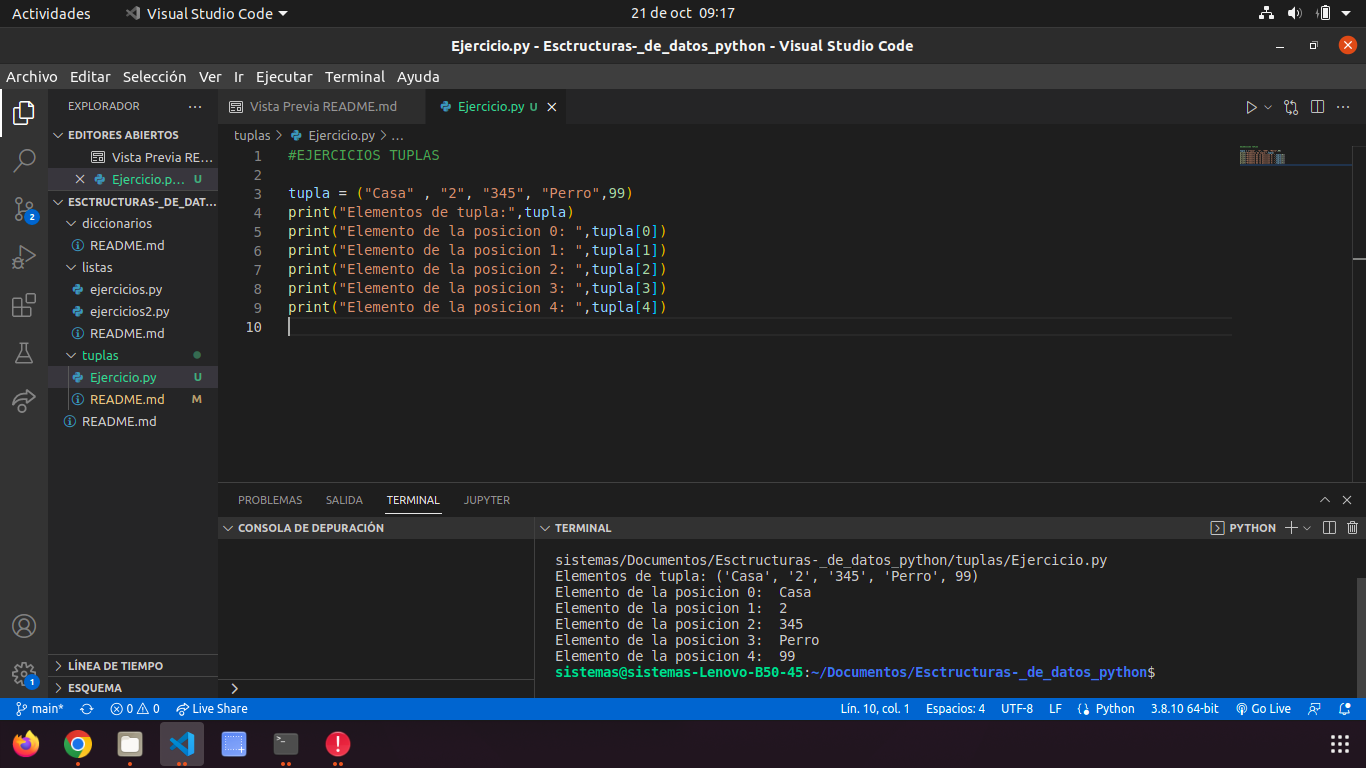 Actividades Visual Studio Code 21 de oct 09:17
Ejercicio.py - Esctructuras-_de_datos_python - Visual Studio Code
Archivo Editar Selección Ver Ir Ejecutar Terminal Ayuda
EXPLORADOR ...
EDITORES ABIERTOS
Vista Previa RE...
Ejercicio.p... U
ESCTRUCTURAS-_DE_DAT...
diccionarios
README.md
listas
ejercicios.py
ejercicios2.py
README.md
tuplas
Ejercicio.py U
README.md M
README.md
LÍNEA DE TIEMPO
ESQUEMA
2
1
Vista Previa README.md Ejercicio.py U
tuplas > Ejercicio.py > ...
1 #EJERCICIOS TUPLAS
2
3 tupla = ("Casa" , "2", "345", "Perro",99)
4 print("Elementos de tupla:",tupla)
5 print("Elemento de la posicion 0: ",tupla[0])
6 print("Elemento de la posicion 1: ",tupla[1])
7 print("Elemento de la posicion 2: ",tupla[2])
8 print("Elemento de la posicion 3: ",tupla[3])
9 print("Elemento de la posicion 4: ",tupla[4])
10
PROBLEMAS SALIDA TERMINAL JUPYTER
CONSOLA DE DEPURACIÓN
TERMINAL PYTHON
sistemas/Documentos/Esctructuras-_de_datos_python/tuplas/Ejercicio.py
Elementos de tupla: ('Casa', '2', '345', 'Perro', 99)
Elemento de la posicion 0:  Casa
Elemento de la posicion 1:  2
Elemento de la posicion 2:  345
Elemento de la posicion 3:  Perro
Elemento de la posicion 4:  99
sistemas@sistemas-Lenovo-B50-45:~/Documentos/Esctructuras-_de_datos_python$
main* 0 0 Live Share Lín. 10, col. 1 Espacios: 4 UTF-8 LF Python 3.8.10 64-bit Go Live